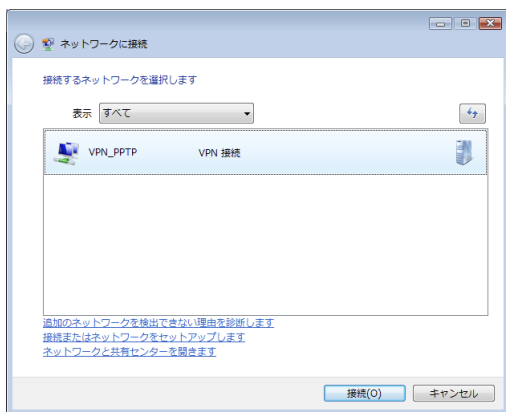 ネットワークに接続
接続するネットワークを選択します
表示 すべて
VPN_PPTP VPN 接続
追加のネットワークを検出できない理由を診断します
接続またはネットワークをセットアップします
ネットワークと共有センターを開きます
接続(O) キャンセル